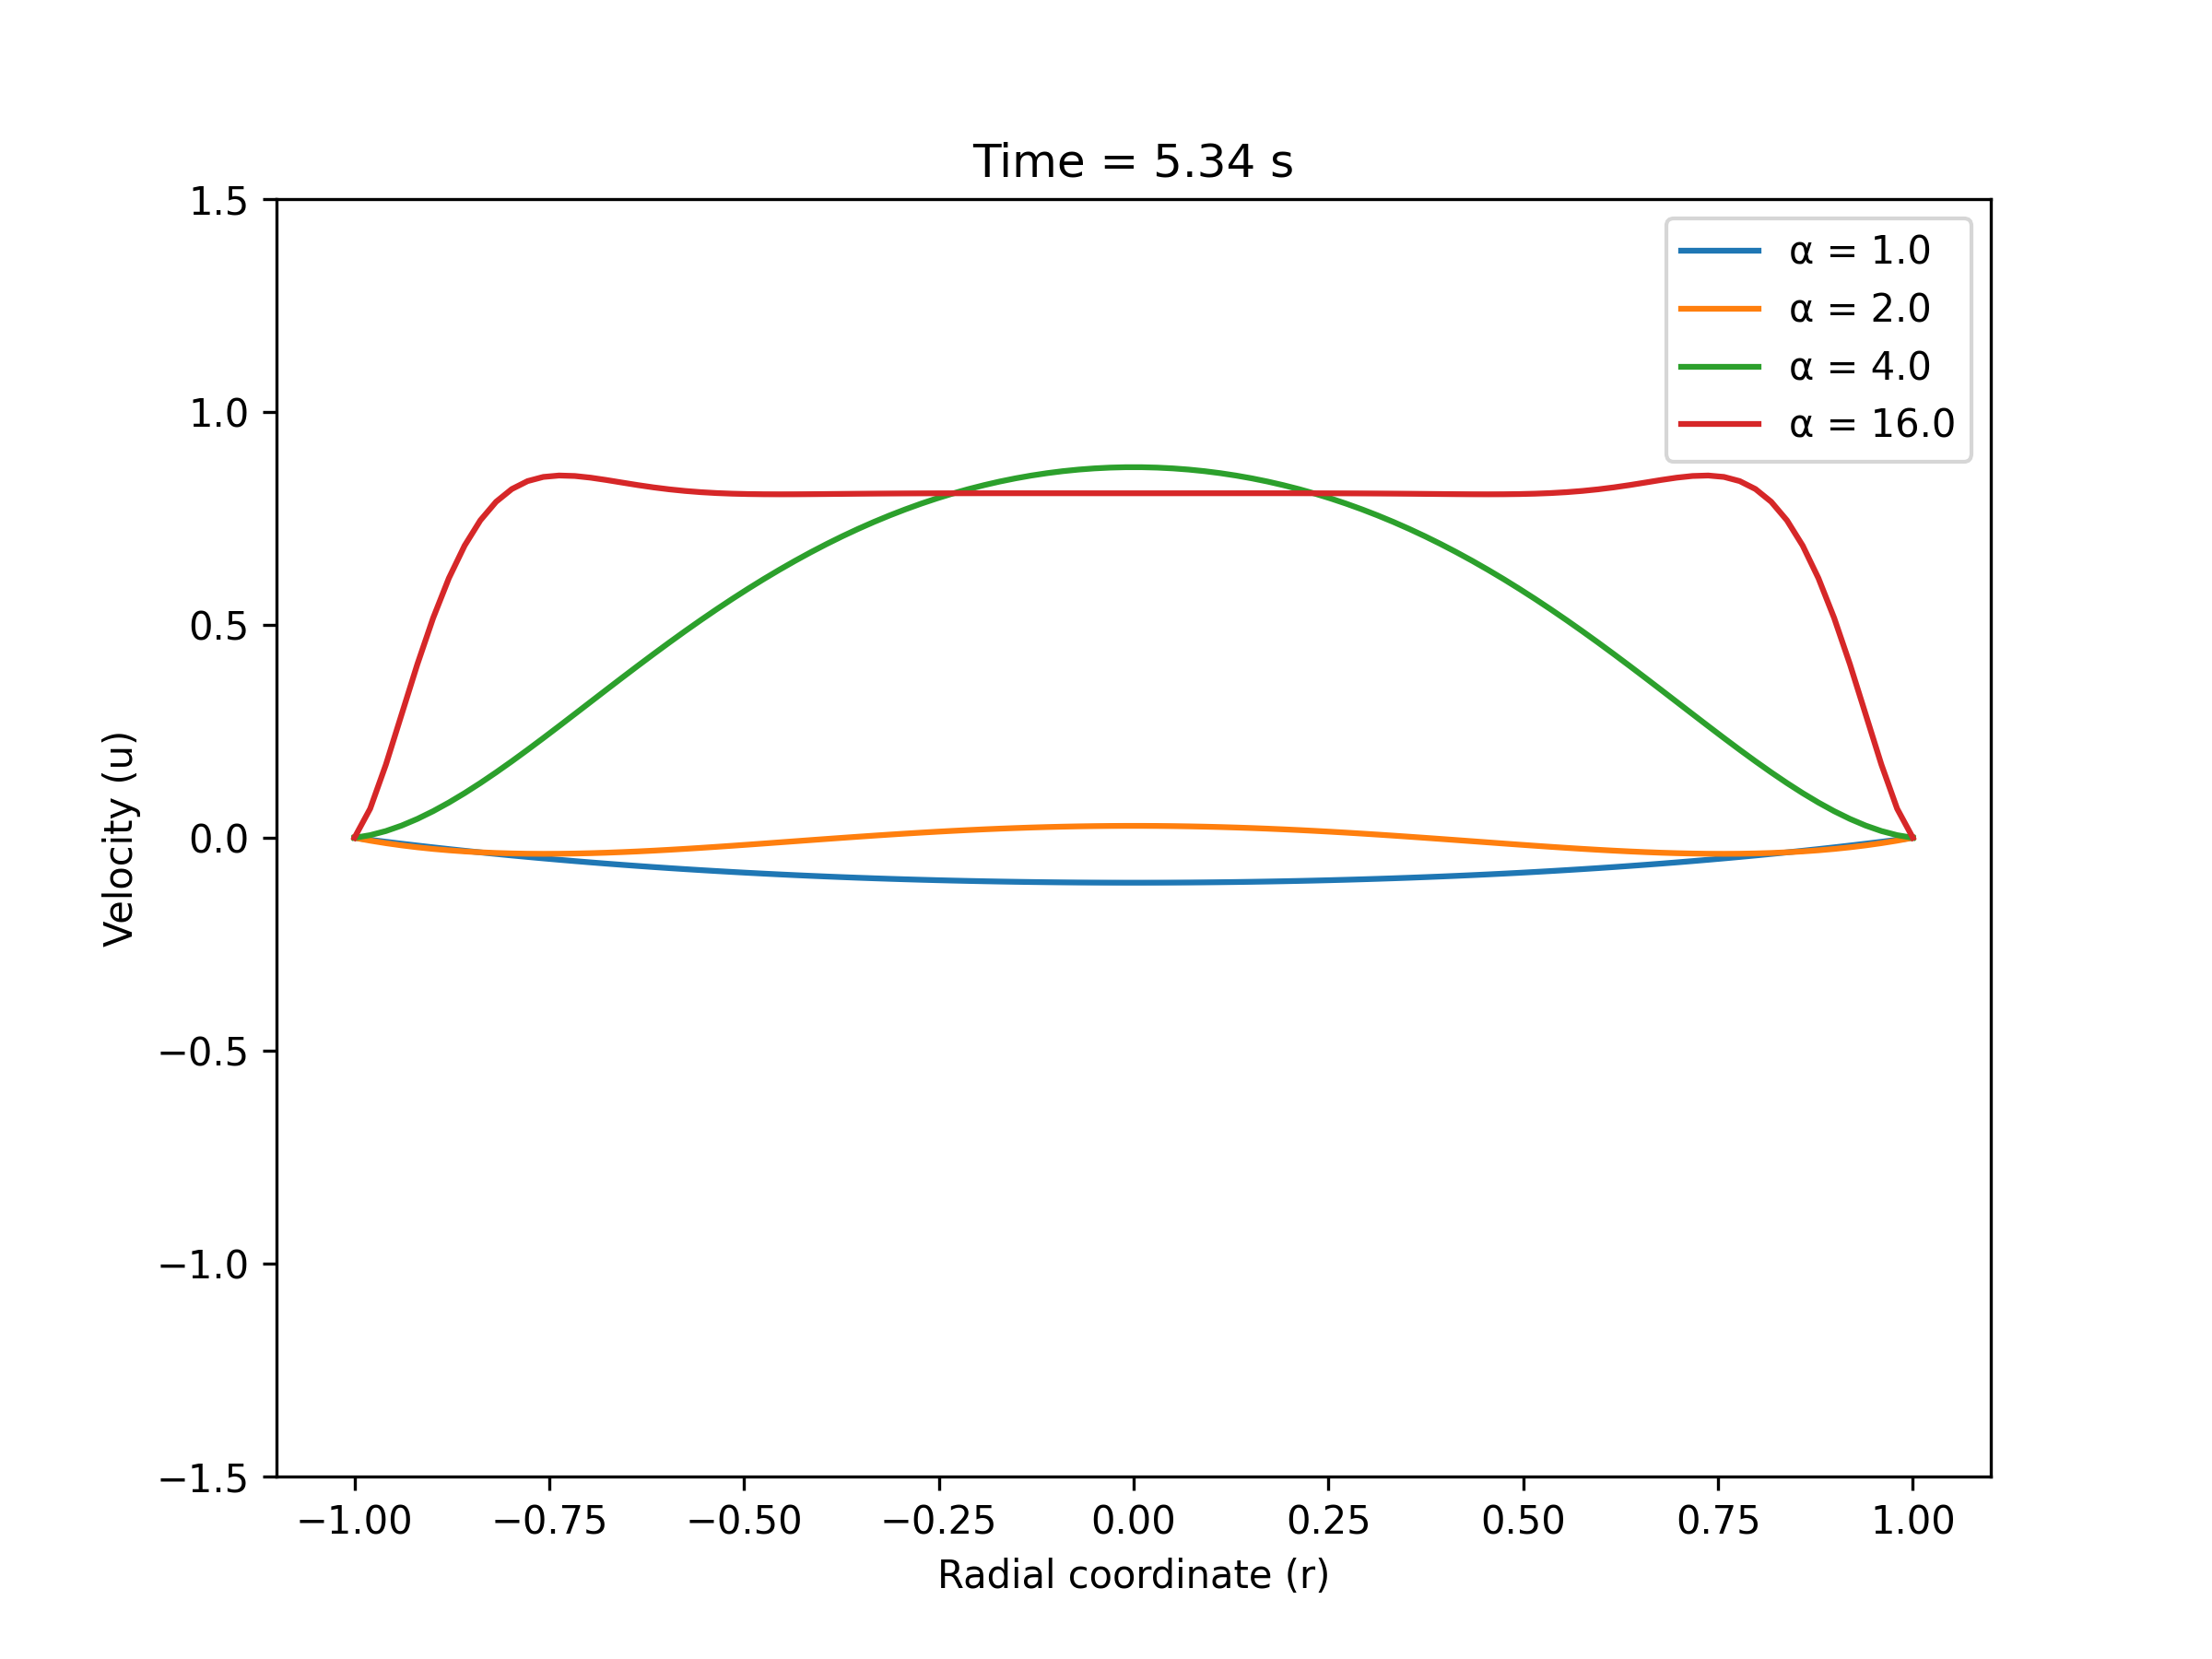 Time = 5.34 s
1.5
1.0
0.5
0.0
−0.5
−1.0
−1.5
Velocity (u)
α = 1.0
α = 2.0
α = 4.0
α = 16.0
−1.00 −0.75 −0.50 −0.25 0.00 0.25 0.50 0.75 1.00
Radial coordinate (r)